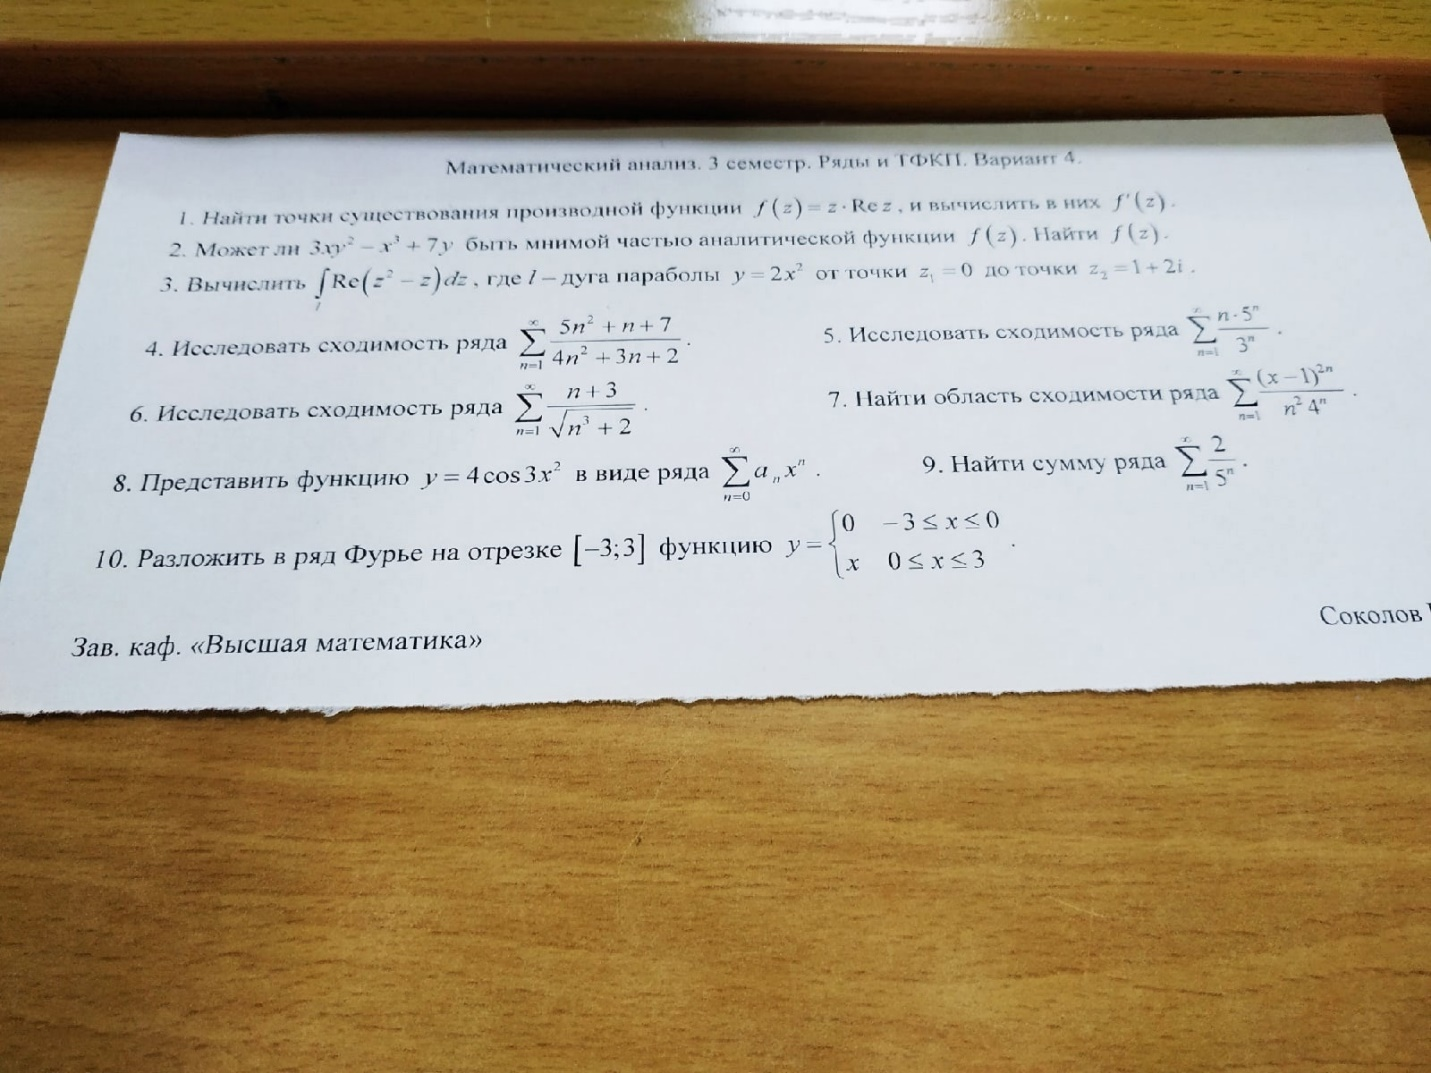 Математический анализ. 3 семестр. Ряды и ТФКП. Вариант 4.
1. Найти точки существования производной функции f(z) = z · Re z, и вычислить в них f′(z).
2. Может ли 3xy² − x³ + 7y быть мнимой частью аналитической функции f(z). Найти f(z).
3. Вычислить ∫_l Re(z² − z)dz, где l – дуга параболы y = 2x² от точки z₁ = 0 до точки z₂ = 1 + 2i.
4. Исследовать сходимость ряда ∑_{n=1}^{∞} (5n² + n + 7)/(4n² + 3n + 2). 5. Исследовать сходимость ряда ∑_{n=1}^{∞} (n · 5ⁿ)/3ⁿ.
6. Исследовать сходимость ряда ∑_{n=1}^{∞} (n + 3)/√(n³ + 2). 7. Найти область сходимости ряда ∑_{n=1}^{∞} (x − 1)²ⁿ/(n² 4ⁿ).
8. Представить функцию y = 4 cos 3x² в виде ряда ∑_{n=0}^{∞} aₙxⁿ. 9. Найти сумму ряда ∑_{n=1}^{∞} 2/5ⁿ.
10. Разложить в ряд Фурье на отрезке [−3;3] функцию y = { 0 −3 ≤ x ≤ 0
x 0 ≤ x ≤ 3 .
Зав. каф. «Высшая математика» Соколов